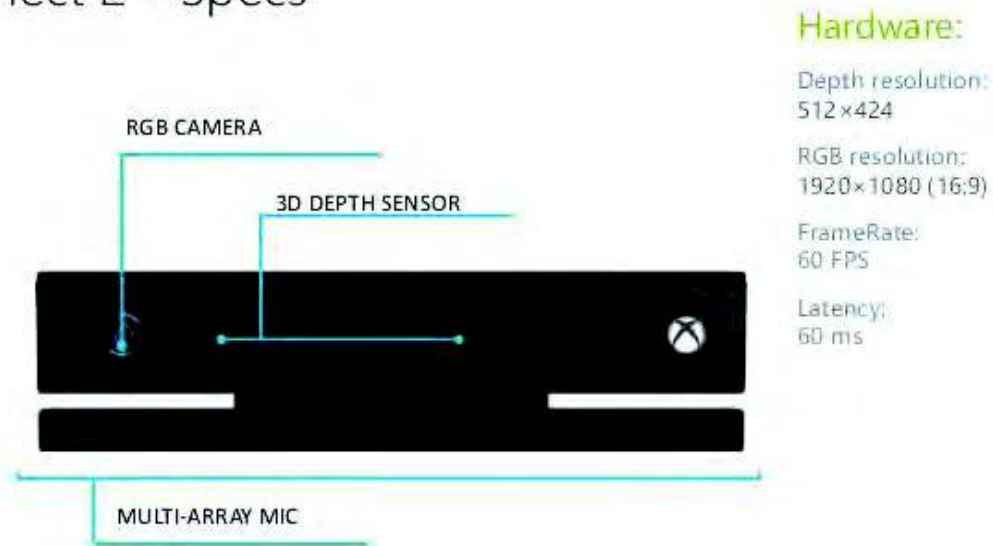 Specs
Hardware:
Depth resolution:
512×424
RGB resolution:
1920×1080 (16:9)
FrameRate:
60 FPS
Latency:
60 ms
RGB CAMERA
3D DEPTH SENSOR
MULTI-ARRAY MIC